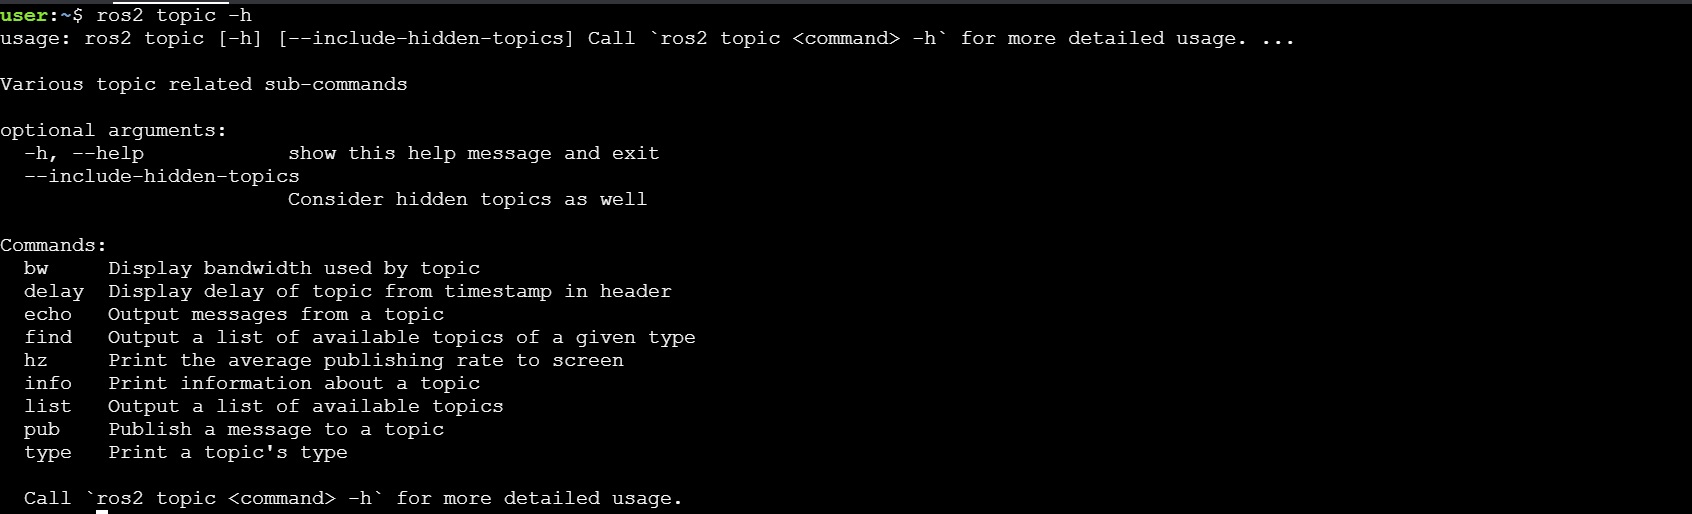 user:~$ ros2 topic -h
usage: ros2 topic [-h] [--include-hidden-topics] Call `ros2 topic <command> -h` for more detailed usage. ...
Various topic related sub-commands
optional arguments:
-h, --help            show this help message and exit
--include-hidden-topics
Consider hidden topics as well
Commands:
bw     Display bandwidth used by topic
delay  Display delay of topic from timestamp in header
echo   Output messages from a topic
find   Output a list of available topics of a given type
hz     Print the average publishing rate to screen
info   Print information about a topic
list   Output a list of available topics
pub    Publish a message to a topic
type   Print a topic's type
Call `ros2 topic <command> -h` for more detailed usage.